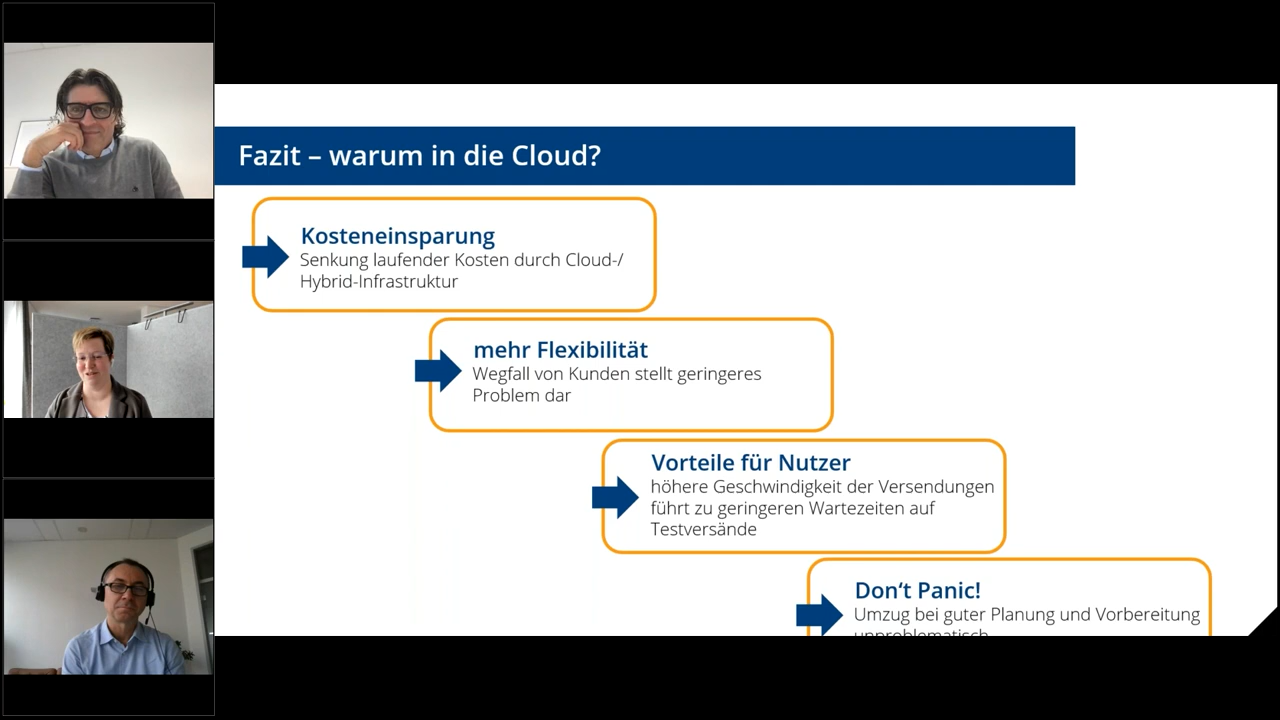 Fazit – warum in die Cloud?
Kosteneinsparung
Senkung laufender Kosten durch Cloud-/
Hybrid-Infrastruktur
mehr Flexibilität
Wegfall von Kunden stellt geringeres
Problem dar
Vorteile für Nutzer
höhere Geschwindigkeit der Versendungen
führt zu geringeren Wartezeiten auf
Testversände
Don‘t Panic!
Umzug bei guter Planung und Vorbereitung
unproblematisch